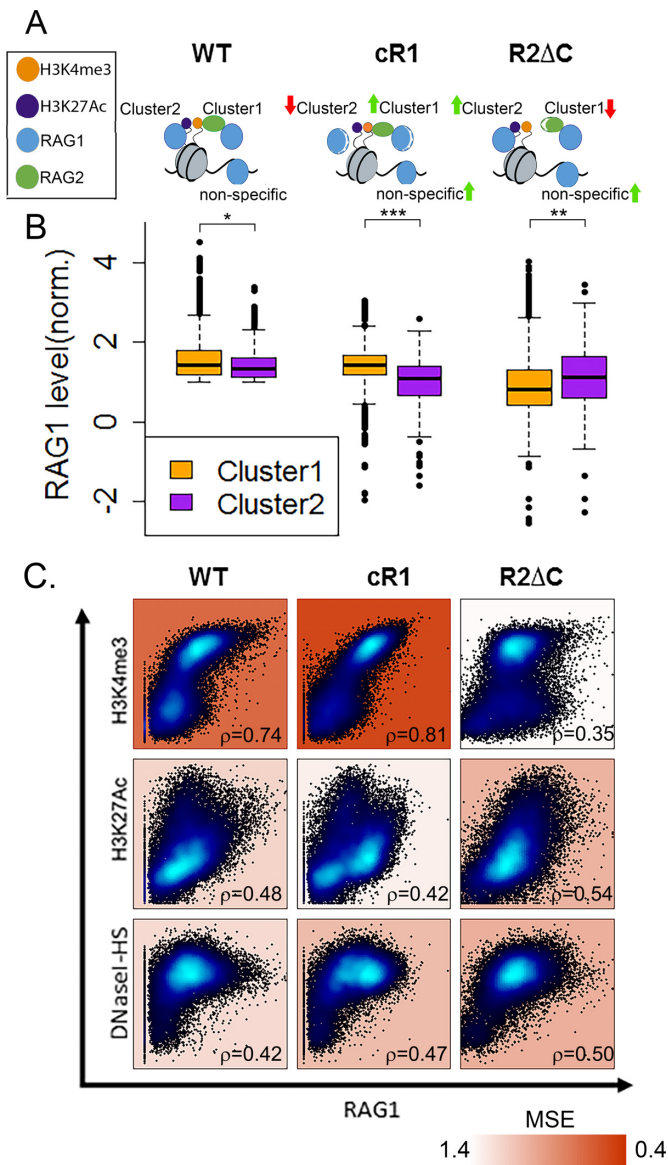 A
WT cR1 R2ΔC
H3K4me3
H3K27Ac
RAG1
RAG2
Cluster2 Cluster1
non-specific
Cluster2 Cluster1
non-specific
Cluster1
non-specific
B
* *** **
RAG1 level(norm.)
4
2
0
-2
Cluster1
Cluster2
C.
WT cR1 R2ΔC
H3K4me3
ρ=0.74 ρ=0.81 ρ=0.35
H3K27Ac
ρ=0.48 ρ=0.42 ρ=0.54
DNaseI-HS
ρ=0.42 ρ=0.47 ρ=0.50
RAG1
MSE
1.4 0.4